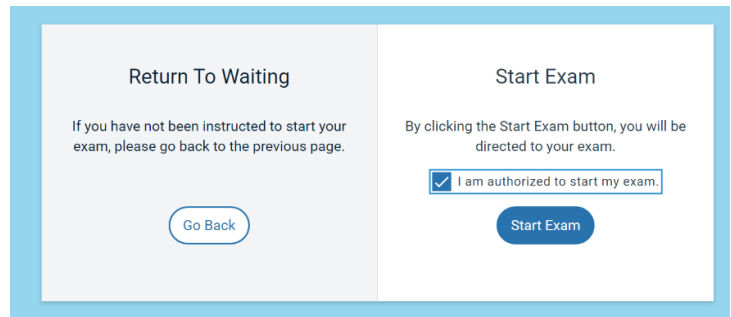 Return To Waiting
If you have not been instructed to start your
exam, please go back to the previous page.
Go Back
Start Exam
By clicking the Start Exam button, you will be
directed to your exam.
I am authorized to start my exam.
Start Exam